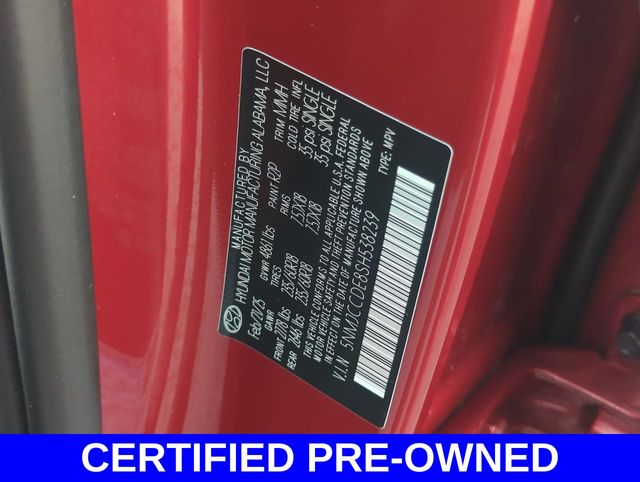 MANUFACTURED BY
HYUNDAI MOTOR MANUFACTURING ALABAMA, LLC
Feb/2025 GVWR 4861 lbs PAINT R2P TRIM MMH
GAWR TIRES RIMS COLD TIRE INFL
FRONT 2778 lbs 235/60R18 7.5JX18 35 psi SINGLE
REAR 2646 lbs 235/60R18 7.5JX18 35 psi SINGLE
THIS VEHICLE CONFORMS TO ALL APPLICABLE U.S.A. FEDERAL
MOTOR VEHICLE SAFETY AND THEFT PREVENTION STANDARDS
IN EFFECT ON THE DATE OF MANUFACTURE SHOWN ABOVE
V.I.N 5NMJCCDE8SH538239 TYPE: MPV
CERTIFIED PRE-OWNED